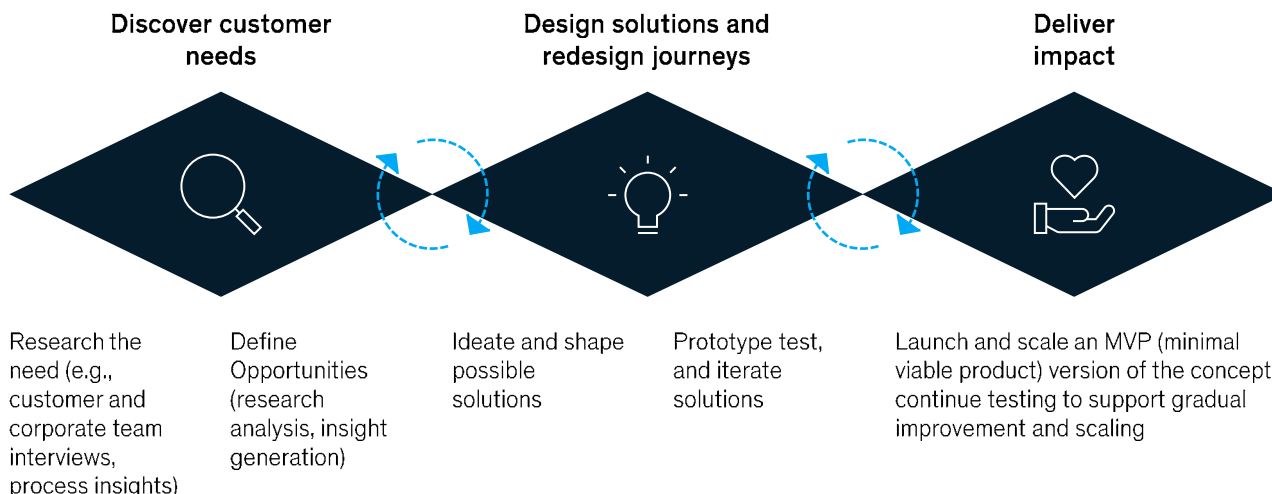 Discover customer
needs
Design solutions and
redesign journeys
Deliver
impact
Research the
need (e.g.,
customer and
corporate team
interviews,
process insights)
Define
Opportunities
(research
analysis, insight
generation)
Ideate and shape
possible
solutions
Prototype test,
and iterate
solutions
Launch and scale an MVP (minimal
viable product) version of the concept
continue testing to support gradual
improvement and scaling